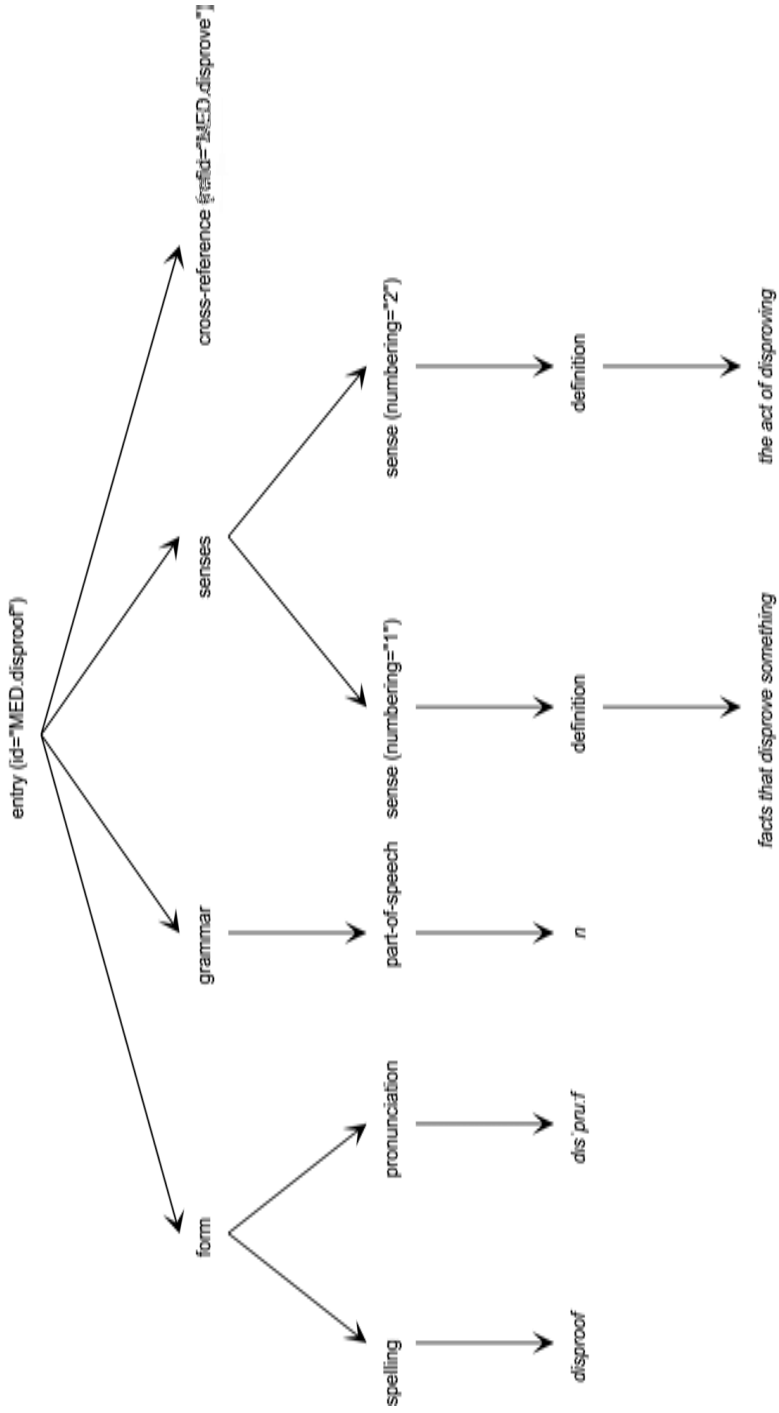 entry (id="MED.disproof")
form
grammar
senses
cross-reference (refid="MED.disprove")
spelling
pronunciation
part-of-speech
sense (numbering="1")
sense (numbering="2")
disproof
dɪsˈpruːf
n
definition
definition
facts that disprove something
the act of disproving